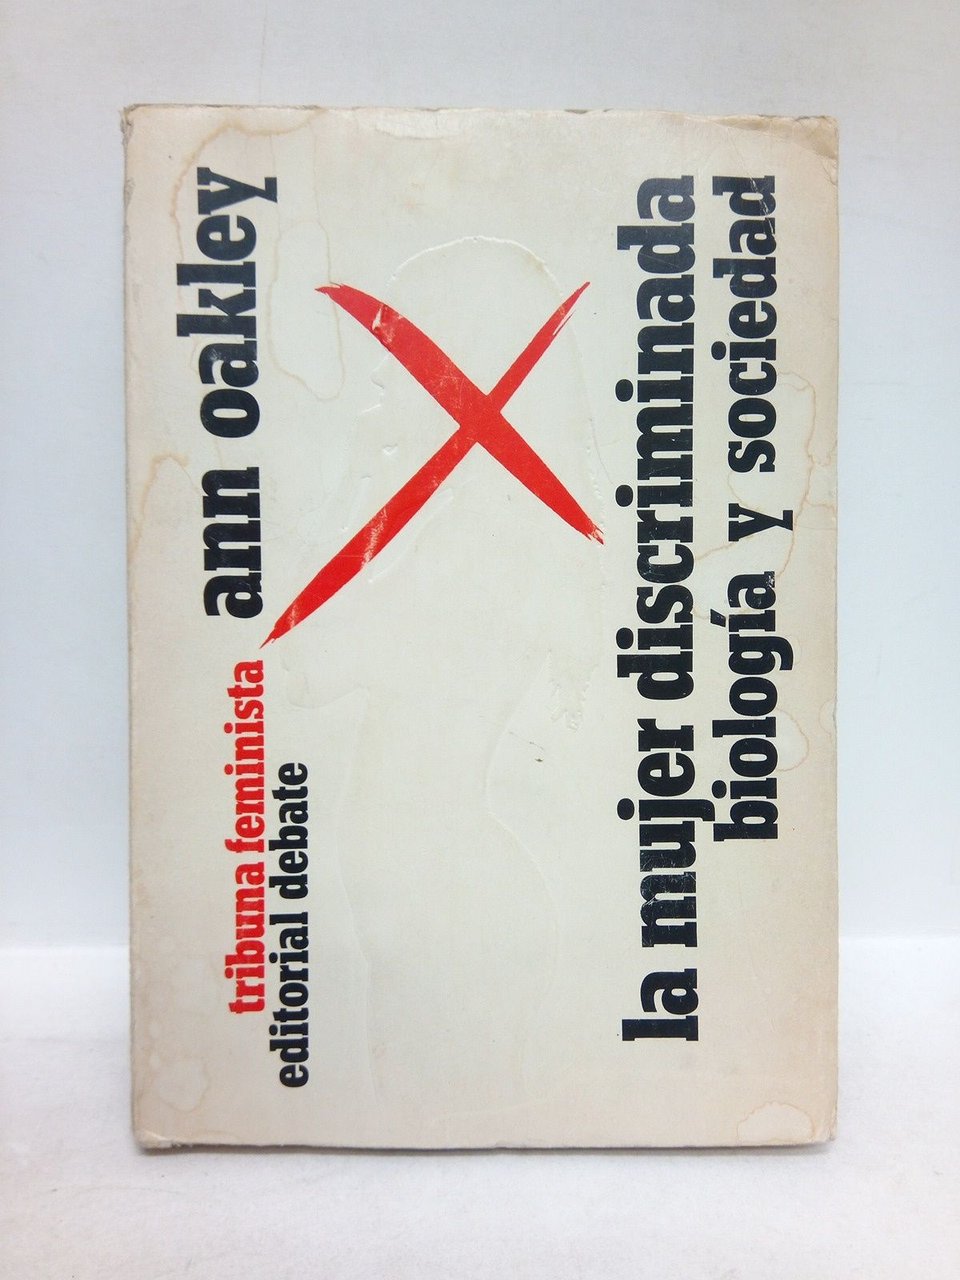 ann oakley
tribuna feminista
editorial debate
la mujer discriminada
biología y sociedad